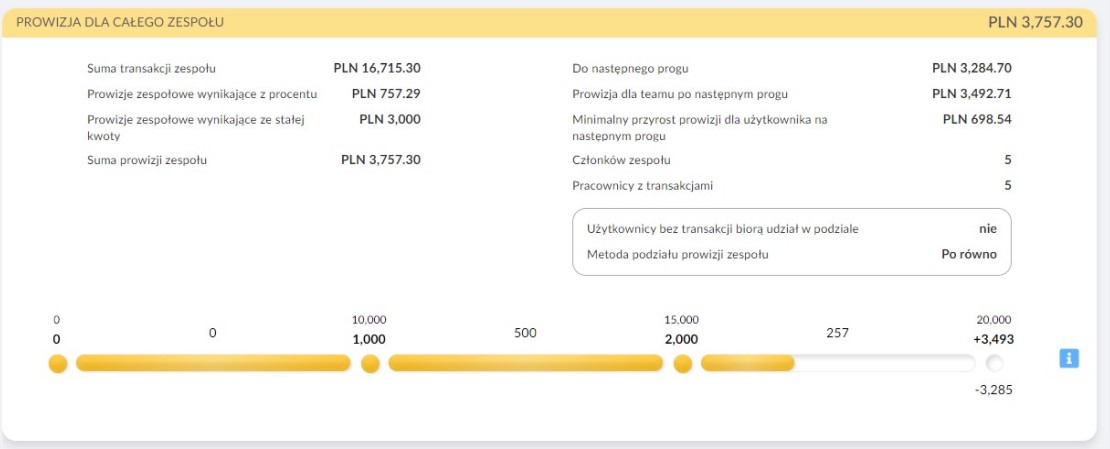 PROWIZJA DLA CAŁEGO ZESPOŁU PLN 3,757.30
Suma transakcji zespołu PLN 16,715.30
Prowizje zespołowe wynikające z procentu PLN 757.29
Prowizje zespołowe wynikające ze stałej PLN 3,000
kwoty
Suma prowizji zespołu PLN 3,757.30
Do następnego progu PLN 3,284.70
Prowizja dla teamu po następnym progu PLN 3,492.71
Minimalny przyrost prowizji dla użytkownika na PLN 698.54
następnym progu
Członków zespołu 5
Pracownicy z transakcjami 5
Użytkownicy bez transakcji biorą udział w podziale nie
Metoda podziału prowizji zespołu Po równo
0 10,000 15,000 20,000
0 0 1,000 500 2,000 257 +3,493
i
-3,285